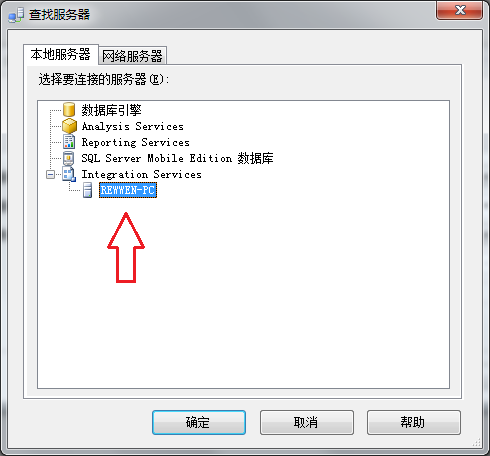 查找服务器
本地服务器
网络服务器
选择要连接的服务器(E):
数据库引擎
Analysis Services
Reporting Services
SQL Server Mobile Edition 数据库
Integration Services
REWWEN-PC
确定
取消
帮助